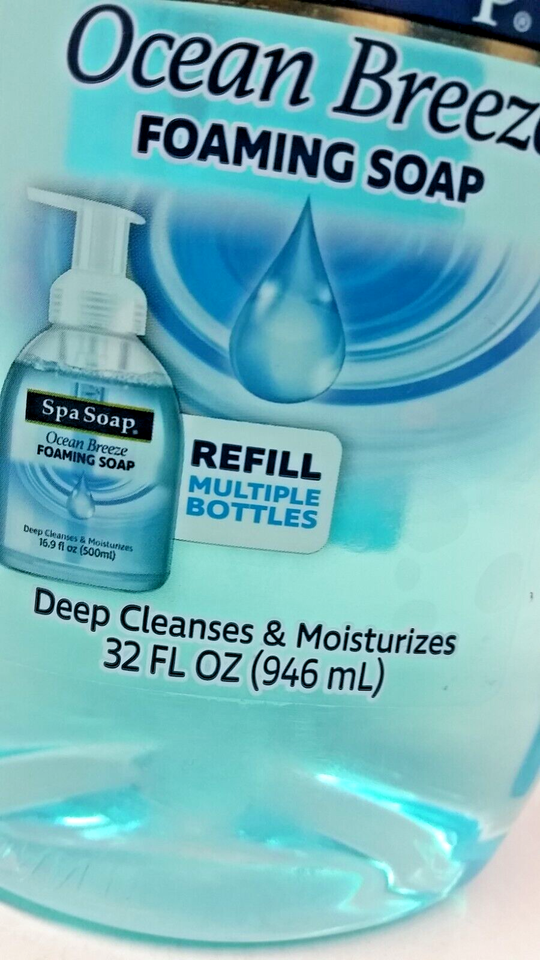 P®
Ocean Breeze
FOAMING SOAP
Spa Soap®
Ocean Breeze
FOAMING SOAP
Deep Cleanses & Moisturizes
16.9 fl oz (500ml)
REFILL
MULTIPLE
BOTTLES
Deep Cleanses & Moisturizes
32 FL OZ (946 mL)